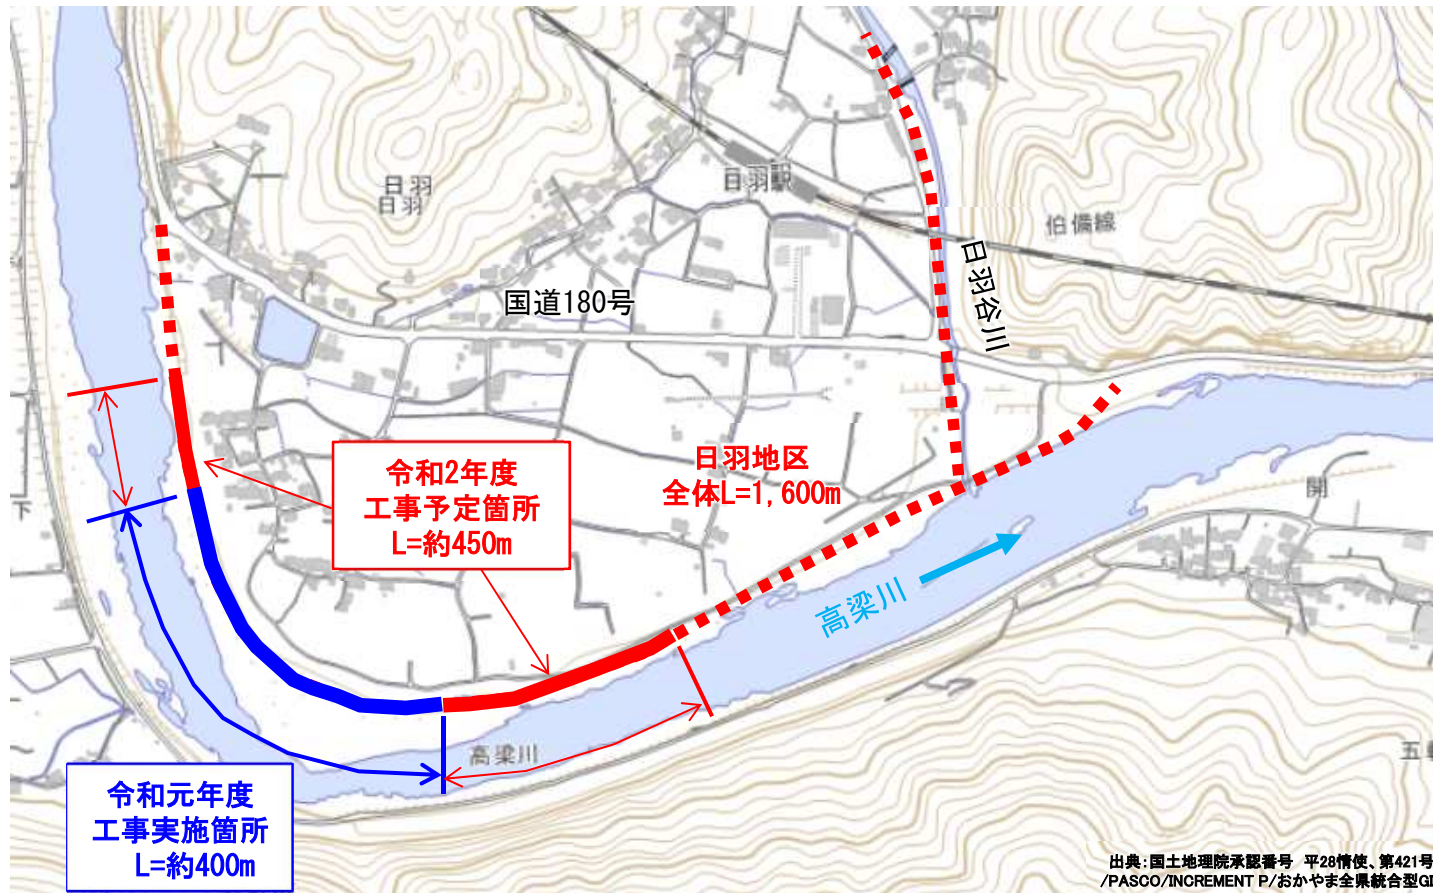 日羽
日羽
日羽駅
伯備線
日羽谷川
国道180号
令和2年度
工事予定箇所
L=約450m
日羽地区
全体L=1,600m
下
開
高梁川
高梁川
令和元年度
工事実施箇所
L=約400m
五
出典:国土地理院承認番号 平28情使、第421号
/PASCO/INCREMENT P/おかやま全県統合型GI